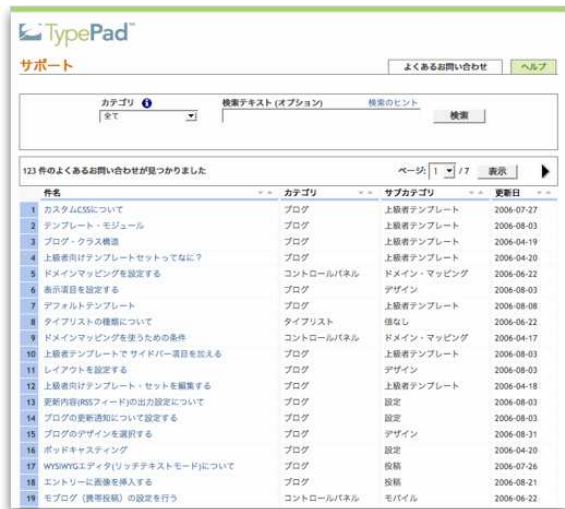 TypePad™
サポート
よくあるお問い合わせ ヘルプ
カテゴリ 検索テキスト (オプション) 検索のヒント
全て 検索
123 件のよくあるお問い合わせが見つかりました ページ: 1 / 7 表示
件名 カテゴリ サブカテゴリ 更新日
1 カスタムCSSについて ブログ 上級者テンプレート 2006-07-27
2 テンプレート・モジュール ブログ 上級者テンプレート 2006-08-03
3 ブログ・クラス構造 ブログ 上級者テンプレート 2006-04-19
4 上級者向けテンプレートセットってなに？ ブログ 上級者テンプレート 2006-04-20
5 ドメインマッピングを設定する コントロールパネル ドメイン・マッピング 2006-06-22
6 表示項目を設定する ブログ デザイン 2006-08-03
7 デフォルトテンプレート ブログ 上級者テンプレート 2006-08-08
8 タイプリストの種類について タイプリスト 値なし 2006-06-22
9 ドメインマッピングを使うための条件 コントロールパネル ドメイン・マッピング 2006-04-17
10 上級者テンプレートで サイドバー項目を加える ブログ 上級者テンプレート 2006-08-03
11 レイアウトを設定する ブログ デザイン 2006-08-03
12 上級者向けテンプレート・セットを編集する ブログ 上級者テンプレート 2006-04-18
13 更新内容(RSSフィード)の出力設定について ブログ 設定 2006-08-03
14 ブログの更新通知について設定する ブログ 設定 2006-08-03
15 ブログのデザインを選択する ブログ デザイン 2006-08-31
16 ポッドキャスティング ブログ 設定 2006-04-20
17 WYSIWYGエディタ(リッチテキストモード)について ブログ 投稿 2006-07-26
18 エントリーに画像を挿入する ブログ 投稿 2006-08-21
19 モブログ（携帯投稿）の設定を行う コントロールパネル モバイル 2006-06-22